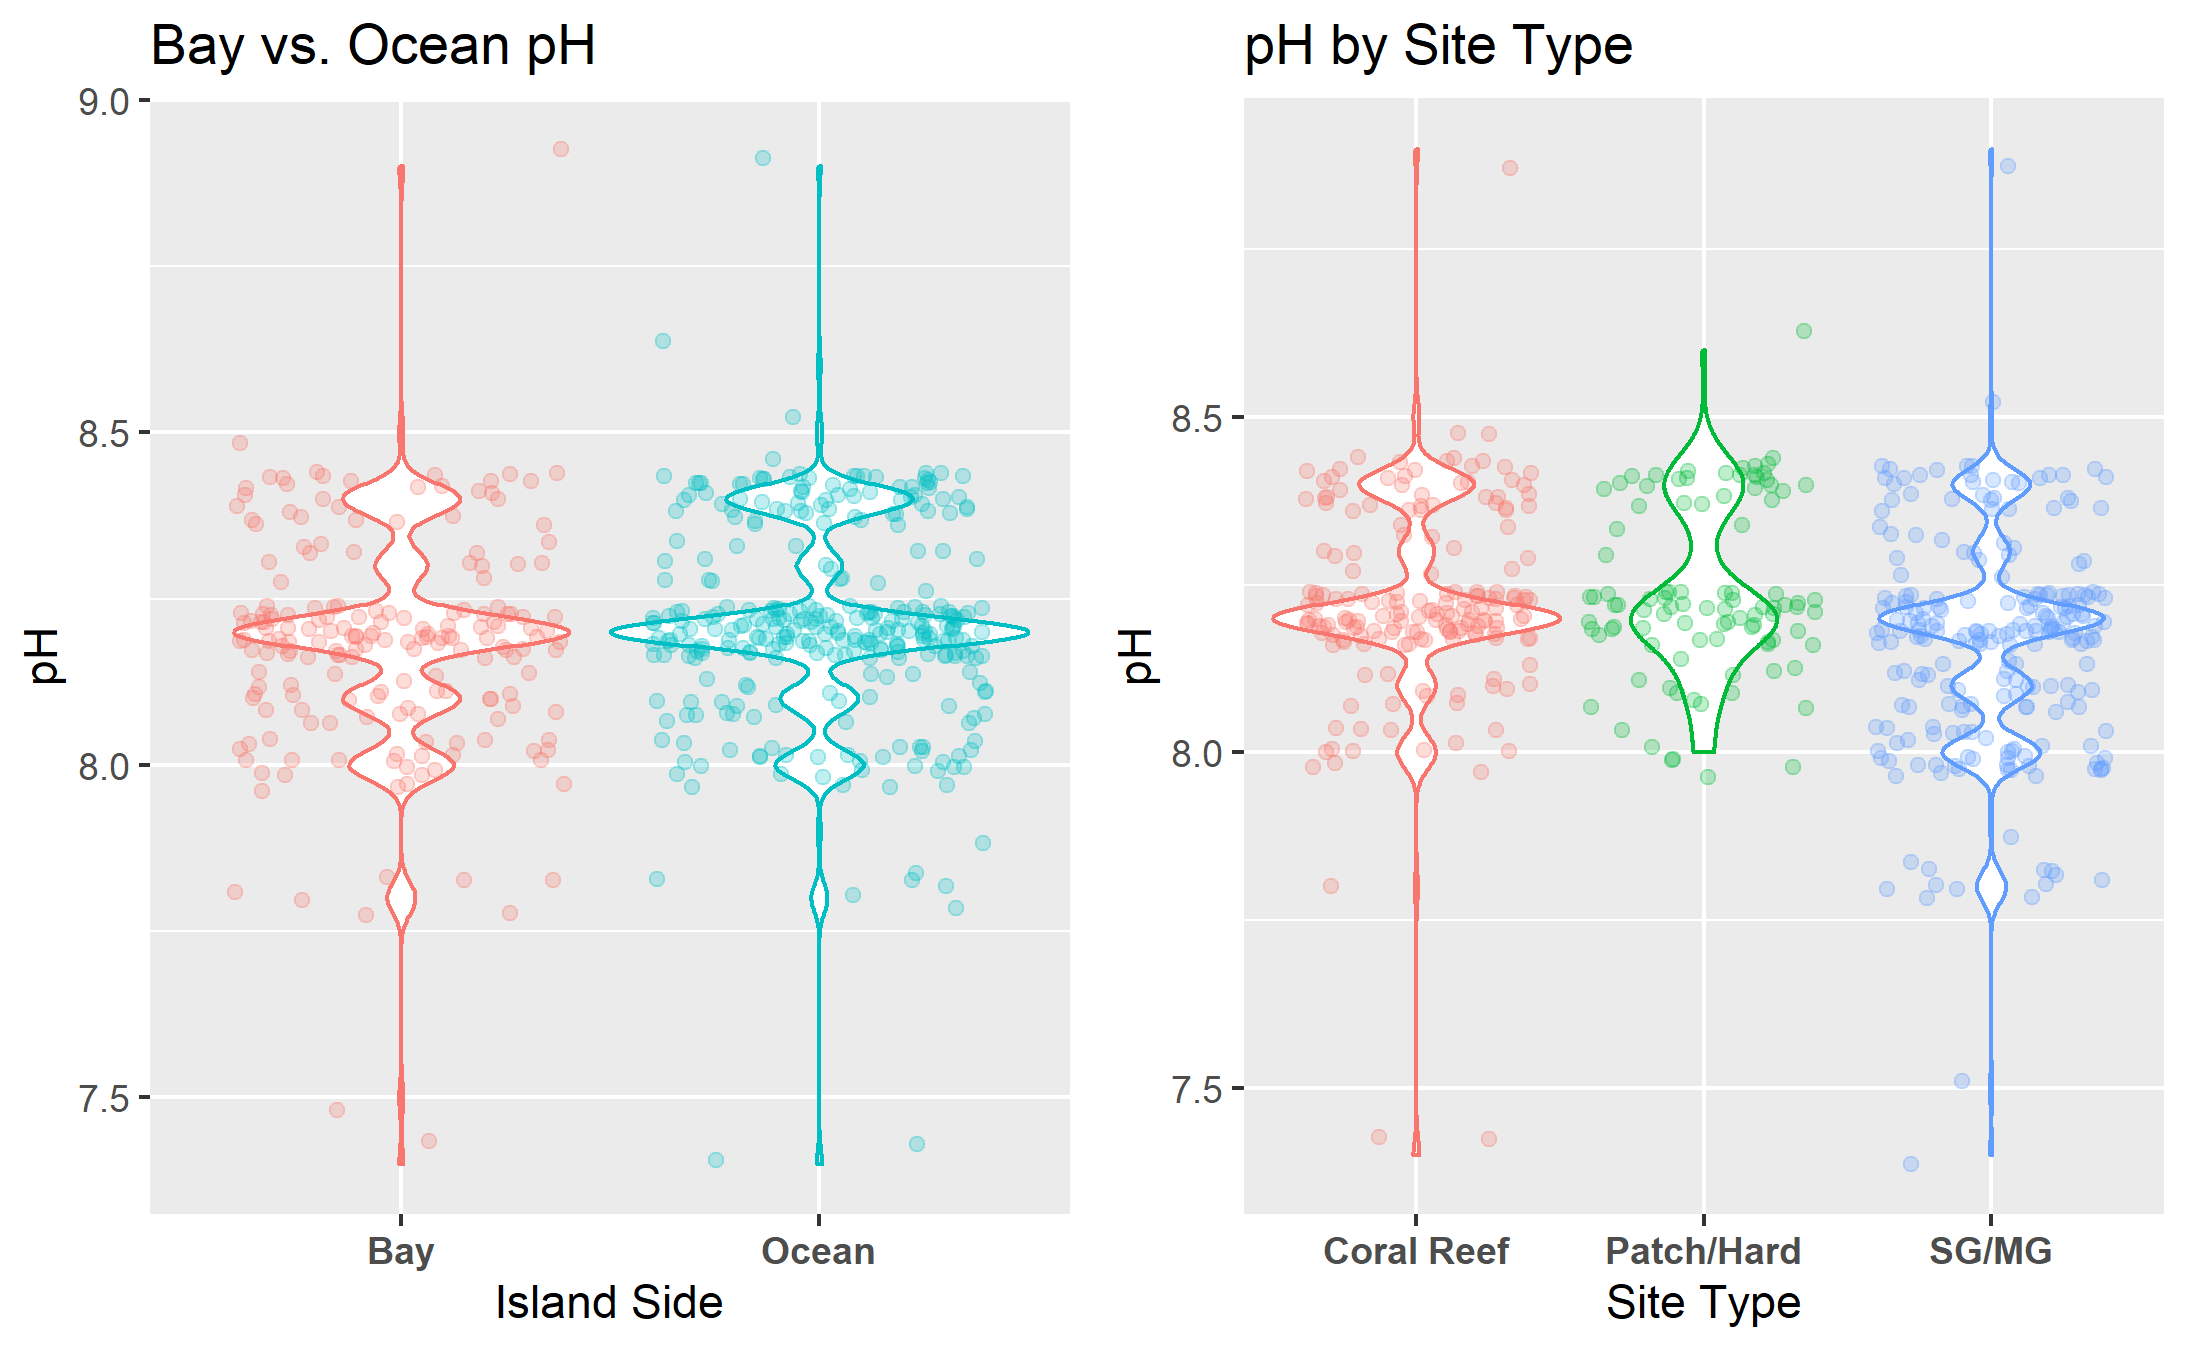 Bay vs. Ocean pH
pH by Site Type
9.0
8.5
8.0
7.5
pH
Bay
Ocean
Island Side
8.5
8.0
7.5
pH
Coral Reef
Patch/Hard
SG/MG
Site Type